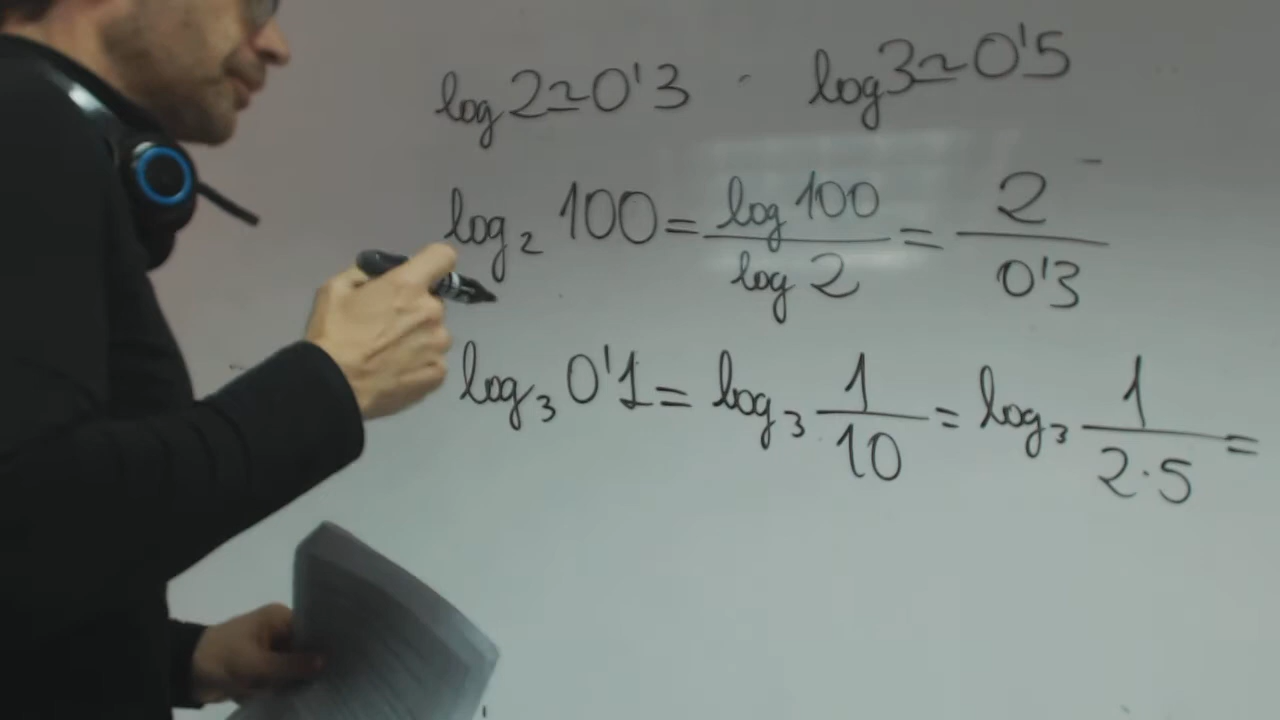 log 2 ≃ 0'3 · log 3 ≃ 0'5
log₂ 100 = log 100 / log 2 = 2 / 0'3
log₃ 0'1 = log₃ 1/10 = log₃ 1/2·5 =